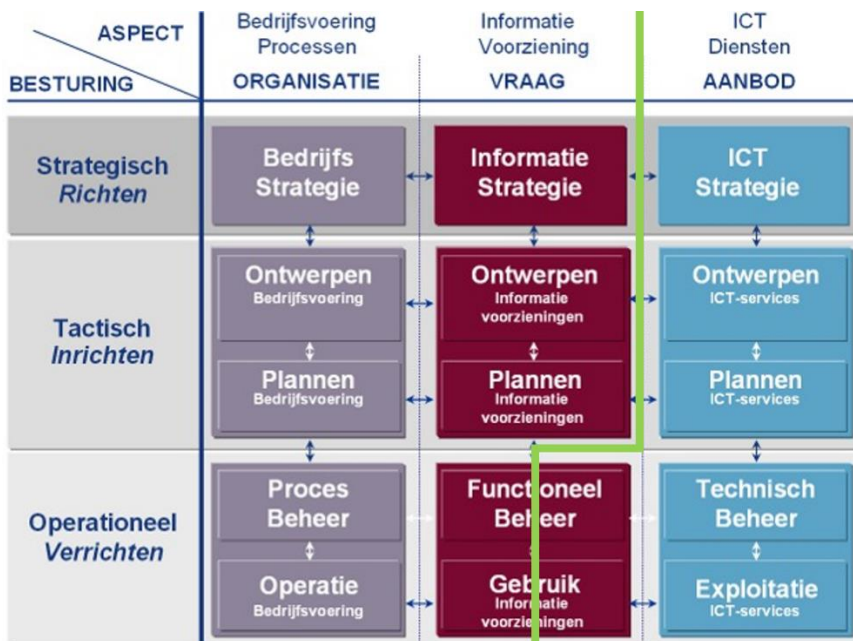 ASPECT
BESTURING
Bedrijfsvoering
Processen
ORGANISATIE
Informatie
Voorziening
VRAAG
ICT
Diensten
AANBOD
Strategisch
Richten
Bedrijfs
Strategie
Informatie
Strategie
ICT
Strategie
Tactisch
Inrichten
Ontwerpen
Bedrijfsvoering
Ontwerpen
Informatie
voorzieningen
Ontwerpen
ICT-services
Plannen
Bedrijfsvoering
Plannen
Informatie
voorzieningen
Plannen
ICT-services
Operationeel
Verrichten
Proces
Beheer
Functioneel
Beheer
Technisch
Beheer
Operatie
Bedrijfsvoering
Gebruik
Informatie
voorzieningen
Exploitatie
ICT-services